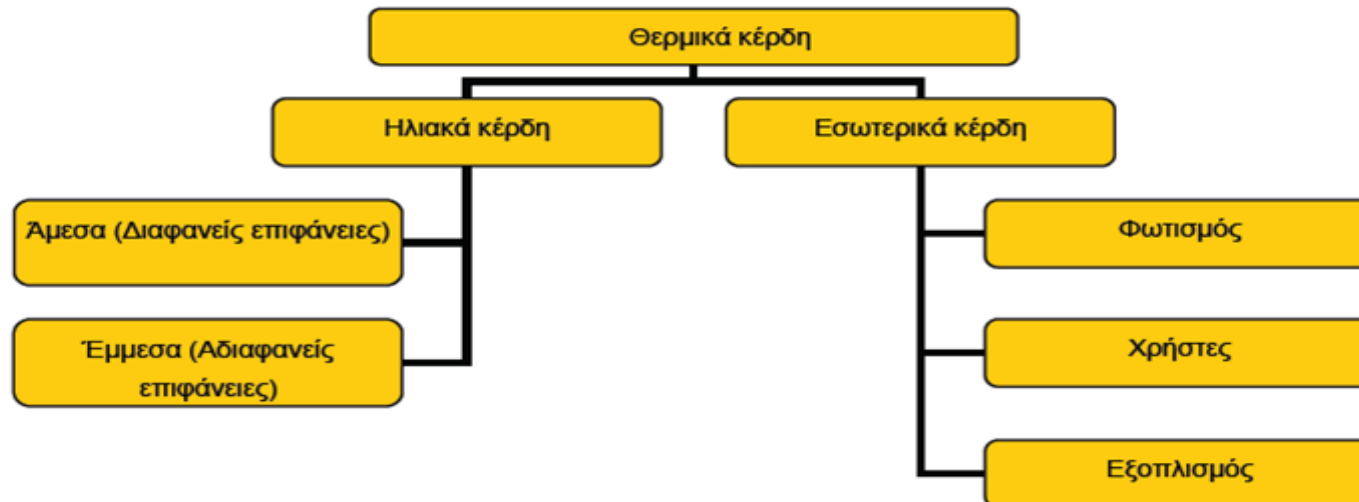 Θερμικά κέρδη
Ηλιακά κέρδη
Εσωτερικά κέρδη
Άμεσα (Διαφανείς επιφάνειες)
Έμμεσα (Αδιαφανείς
επιφάνειες)
Φωτισμός
Χρήστες
Εξοπλισμός